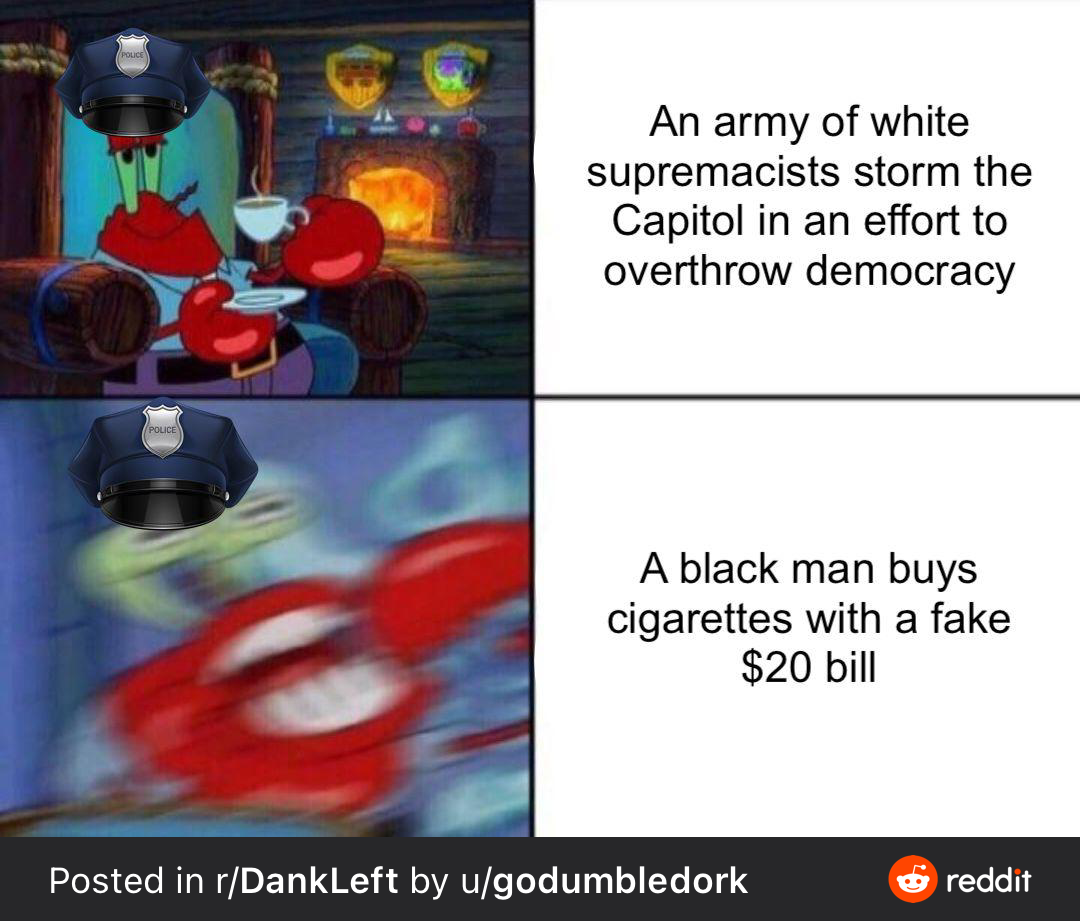 POLICE
An army of white
supremacists storm the
Capitol in an effort to
overthrow democracy
POLICE
A black man buys
cigarettes with a fake
$20 bill
Posted in r/DankLeft by u/godumbledork
reddit